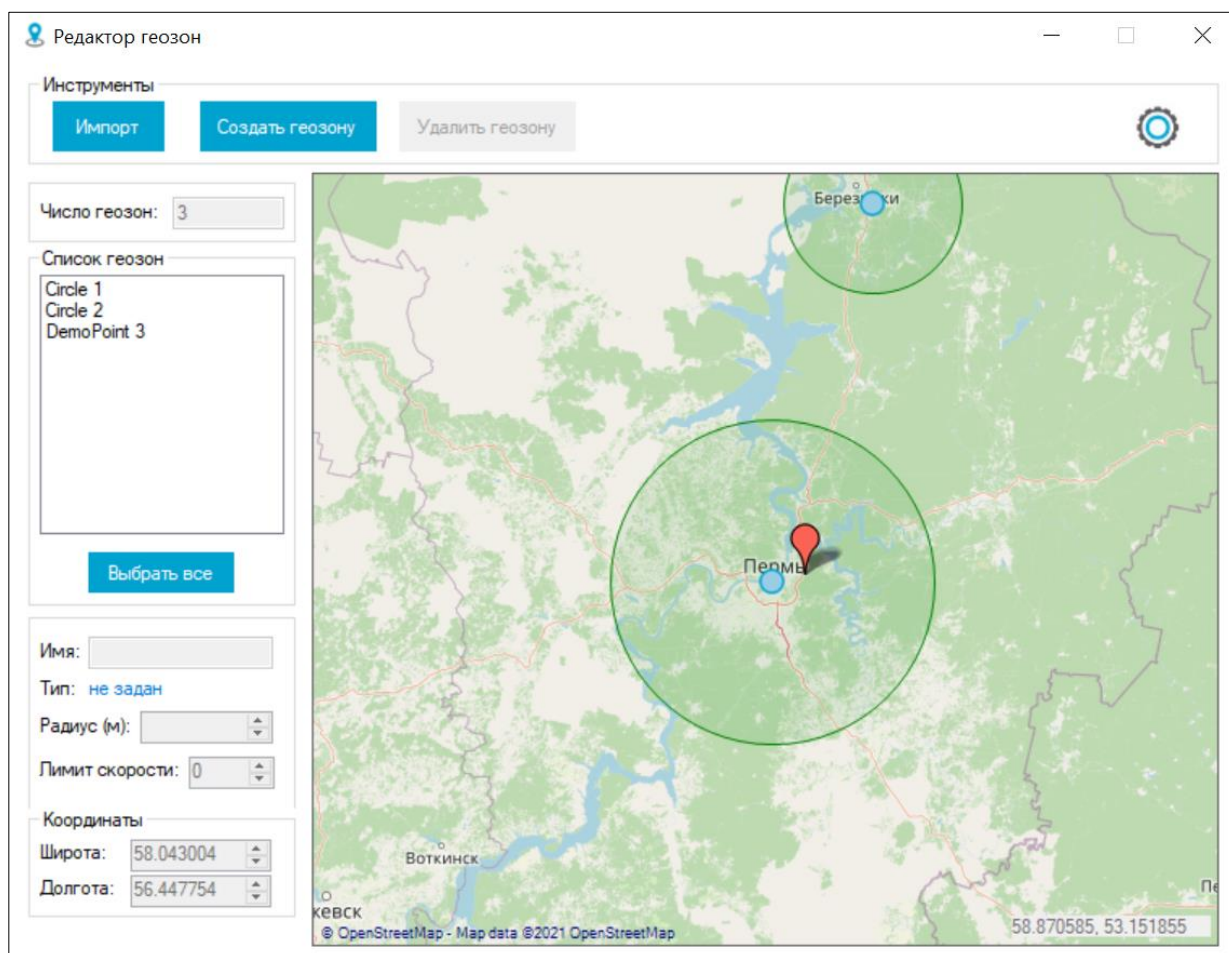 Редактор геозон
Инструменты
Импорт
Создать геозону
Удалить геозону
Число геозон: 3
Список геозон
Circle 1
Circle 2
DemoPoint 3
Выбрать все
Имя:
Тип: не задан
Радиус (м):
Лимит скорости: 0
Координаты
Широта: 58.043004
Долгота: 56.447754
Пермь
Воткинск
жевск
© OpenStreetMap - Map data ©2021 OpenStreetMap
58.870585, 53.151855